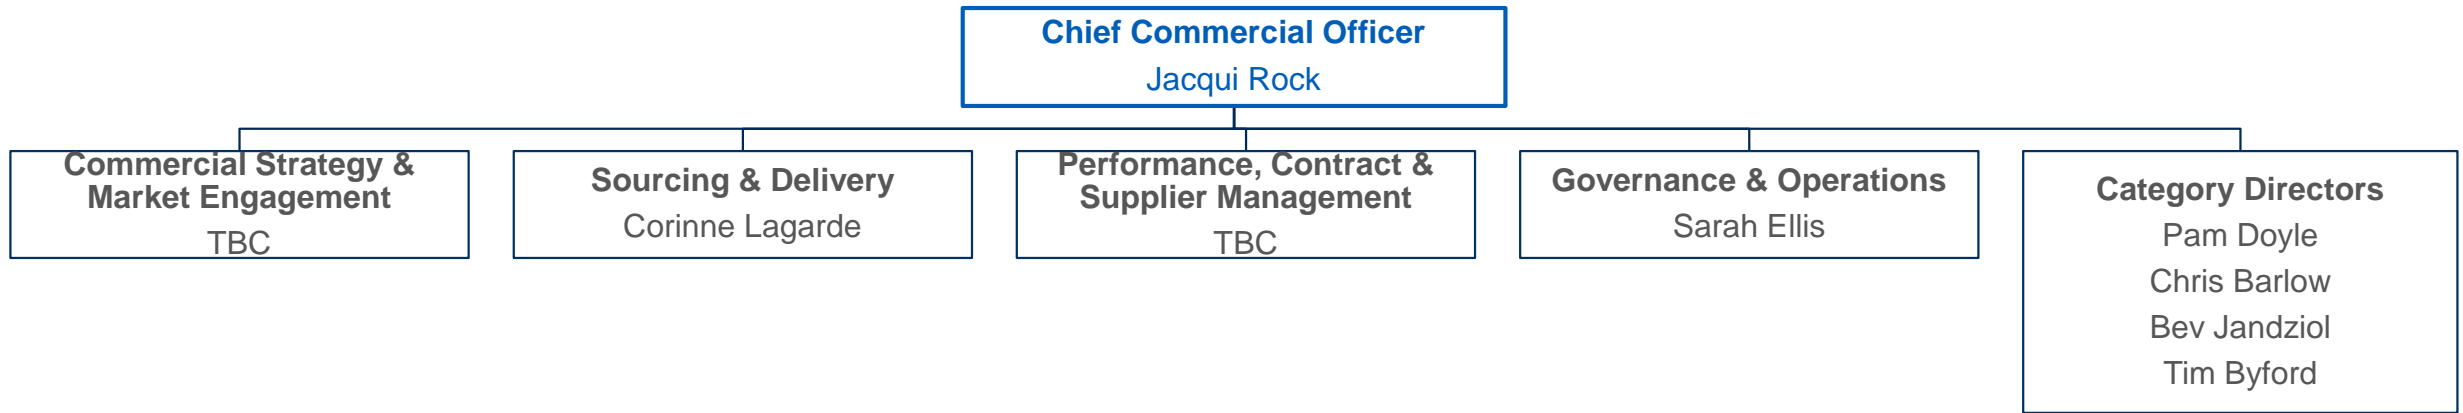 Chief Commercial Officer
Jacqui Rock
Commercial Strategy &
Market Engagement
TBC
Sourcing & Delivery
Corinne Lagarde
Performance, Contract &
Supplier Management
TBC
Governance & Operations
Sarah Ellis
Category Directors
Pam Doyle
Chris Barlow
Bev Jandziol
Tim Byford